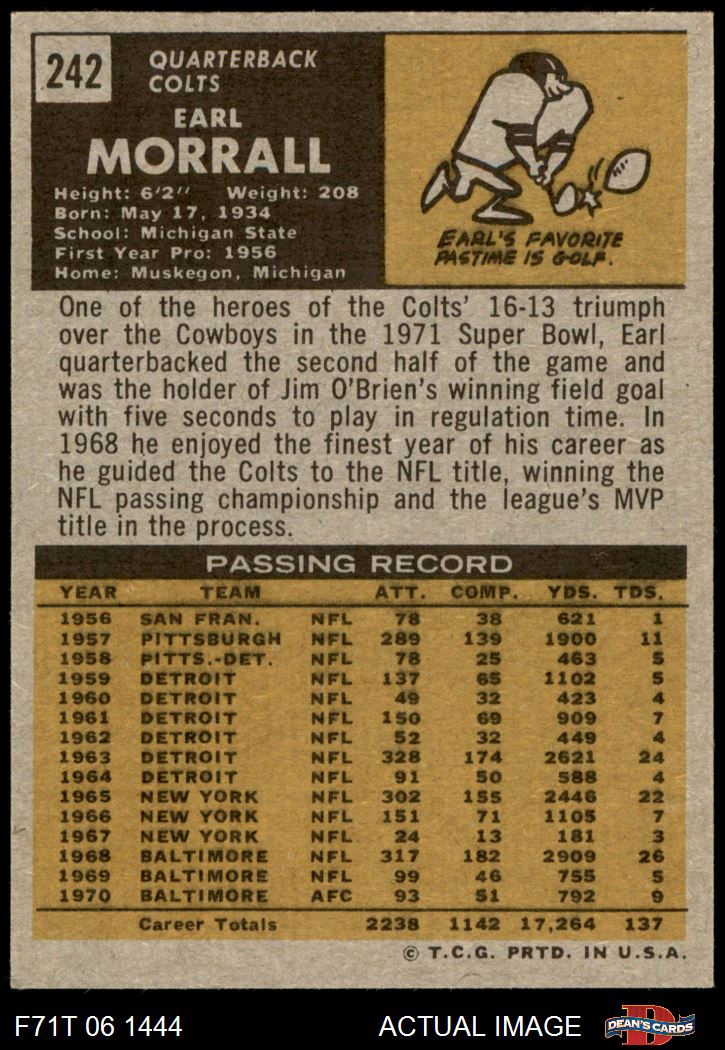 242
QUARTERBACK
COLTS
EARL
MORRALL
Height: 6'2" Weight: 208
Born: May 17, 1934
School: Michigan State
First Year Pro: 1956
Home: Muskegon, Michigan
EARL'S FAVORITE
PASTIME IS GOLF.
One of the heroes of the Colts' 16-13 triumph
over the Cowboys in the 1971 Super Bowl, Earl
quarterbacked the second half of the game and
was the holder of Jim O'Brien's winning field goal
with five seconds to play in regulation time. In
1968 he enjoyed the finest year of his career as
he guided the Colts to the NFL title, winning the
NFL passing championship and the league's MVP
title in the process.
PASSING RECORD
YEAR TEAM ATT. COMP. YDS. TDS.
1956 SAN FRAN. NFL 78 38 621 1
1957 PITTSBURGH NFL 289 139 1900 11
1958 PITTS.-DET. NFL 78 25 463 5
1959 DETROIT NFL 137 65 1102 5
1960 DETROIT NFL 49 32 423 4
1961 DETROIT NFL 150 69 909 7
1962 DETROIT NFL 52 32 449 4
1963 DETROIT NFL 328 174 2621 24
1964 DETROIT NFL 91 50 588 4
1965 NEW YORK NFL 302 155 2446 22
1966 NEW YORK NFL 151 71 1105 7
1967 NEW YORK NFL 24 13 181 3
1968 BALTIMORE NFL 317 182 2909 26
1969 BALTIMORE NFL 99 46 755 5
1970 BALTIMORE AFC 93 51 792 9
Career Totals 2238 1142 17,264 137
© T.C.G. PRTD. IN U.S.A.
F71T 06 1444 ACTUAL IMAGE
D
DEAN'S CARDS